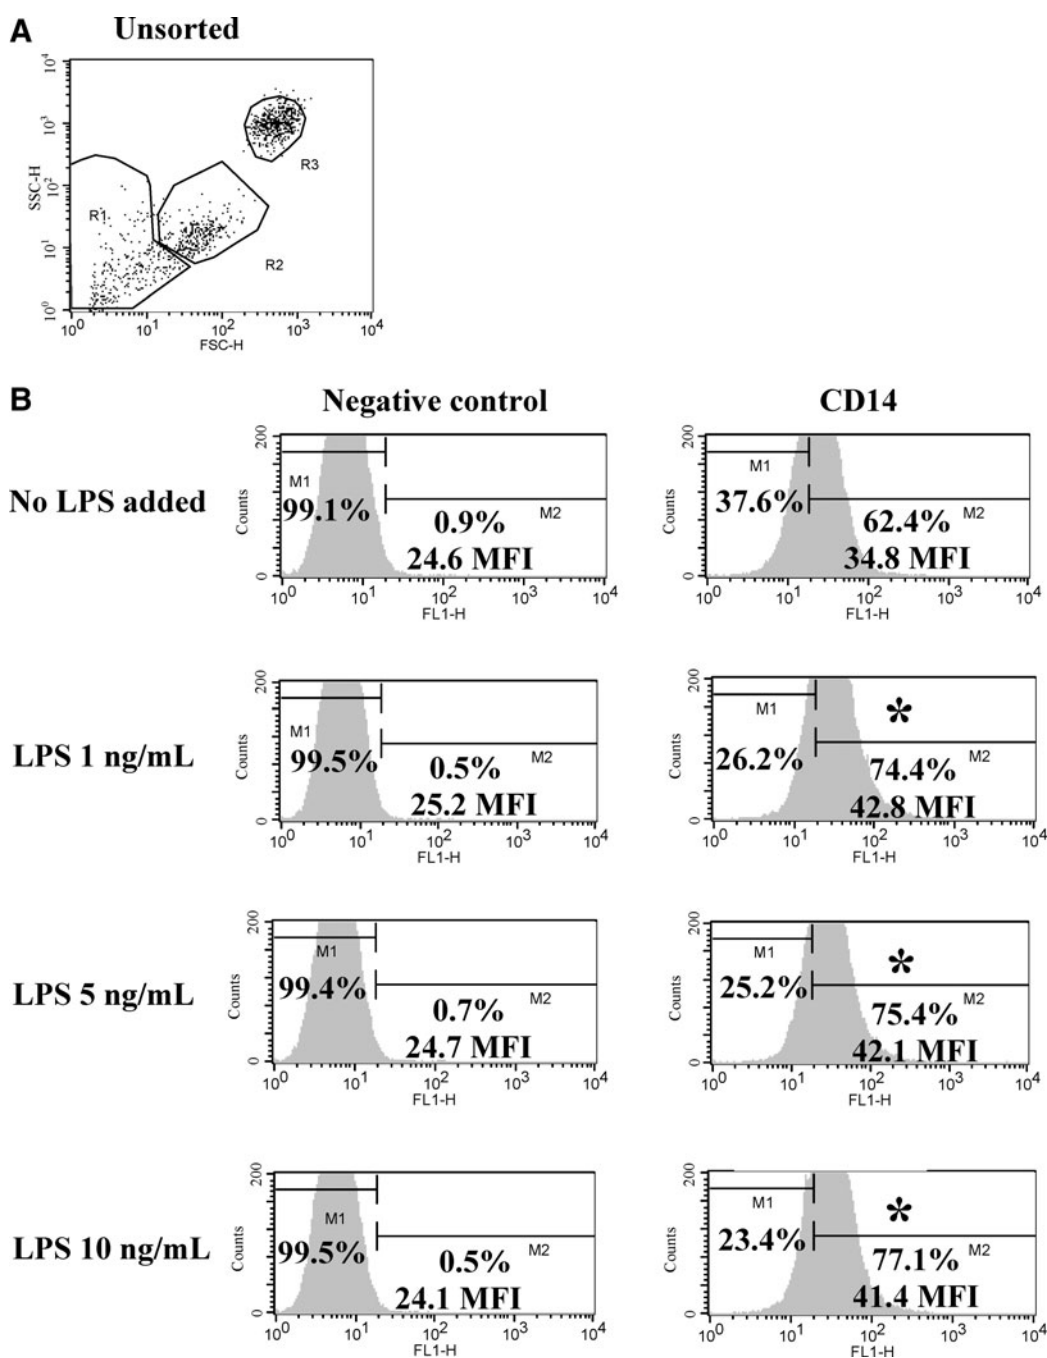 A Unsorted
10^4
10^3
10^2
10^1
10^0
SSC-H
R1
R2
R3
10^0 10^1 10^2 10^3 10^4
FSC-H
B Negative control CD14
No LPS added
200
Counts
0
M1
99.1%
M2
0.9%
24.6 MFI
10^0 10^1 10^2 10^3 10^4
FL1-H
200
Counts
0
M1
37.6%
M2
62.4%
34.8 MFI
10^0 10^1 10^2 10^3 10^4
FL1-H
LPS 1 ng/mL
200
Counts
0
M1
99.5%
M2
0.5%
25.2 MFI
10^0 10^1 10^2 10^3 10^4
FL1-H
200
Counts
0
M1
26.2%
*
M2
74.4%
42.8 MFI
10^0 10^1 10^2 10^3 10^4
FL1-H
LPS 5 ng/mL
200
Counts
0
M1
99.4%
M2
0.7%
24.7 MFI
10^0 10^1 10^2 10^3 10^4
FL1-H
200
Counts
0
M1
25.2%
*
M2
75.4%
42.1 MFI
10^0 10^1 10^2 10^3 10^4
FL1-H
LPS 10 ng/mL
200
Counts
0
M1
99.5%
M2
0.5%
24.1 MFI
10^0 10^1 10^2 10^3 10^4
FL1-H
200
Counts
0
M1
23.4%
*
M2
77.1%
41.4 MFI
10^0 10^1 10^2 10^3 10^4
FL1-H